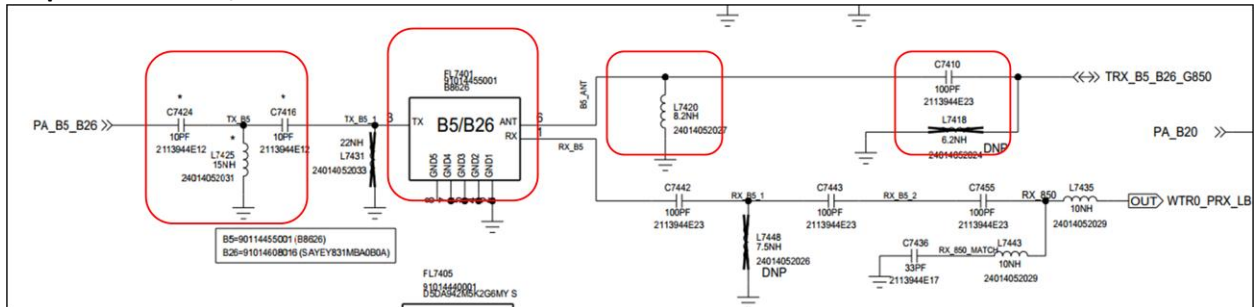 PA_B5_B26
*
C7424
10PF
2113944E12
TX_B5
*
L7425
15NH
24014052031
*
C7416
10PF
2113944E12
TX_B5_1
22NH
L7431
24014052033
FL7401
91014455001
B8626
3
TX
B5/B26
ANT
RX
6
1
GND5
GND4
GND3
GND2
GND1
B5_ANT
RX_B5
L7420
8.2NH
24014052027
C7410
100PF
2113944E23
TRX_B5_B26_G850
L7418
6.2NH
24014052024
DNP
PA_B20
C7442
100PF
2113944E23
RX_B5_1
L7448
7.5NH
24014052026
DNP
C7443
100PF
2113944E23
RX_B5_2
C7455
100PF
2113944E23
RX_850
L7435
10NH
24014052029
OUT
WTR0_PRX_LB
C7436
33PF
2113944E17
RX_850_MATCH
L7443
10NH
24014052029
B5=90114455001 (B8626)
B26=91014608016 (SAYEY831MBA0B0A)
FL7405
91014440001
D5DA942M5K2G6MY S